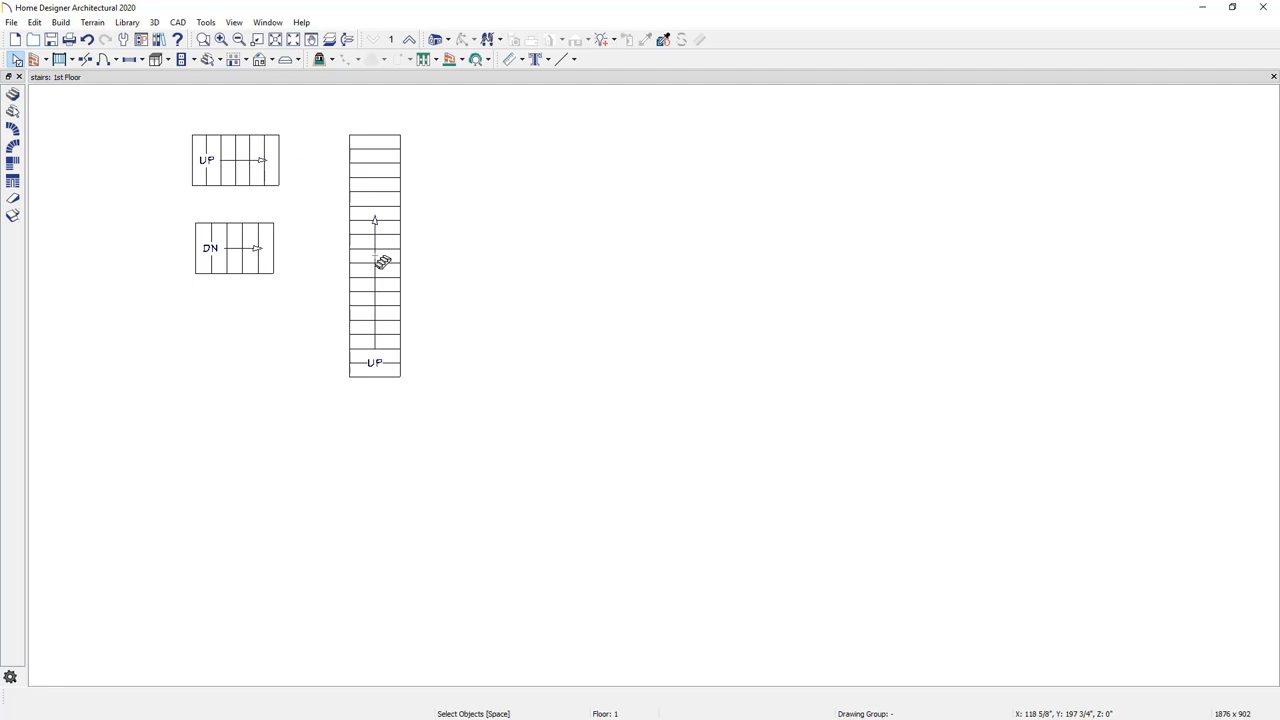 Home Designer Architectural 2020
File Edit Build Terrain Library 3D CAD Tools View Window Help
1
stairs: 1st Floor
UP
DN
UP
Select Objects [Space] Floor: 1 Drawing Group: - X: 118 5/8", Y: 197 3/4", Z: 0" 1876 x 902